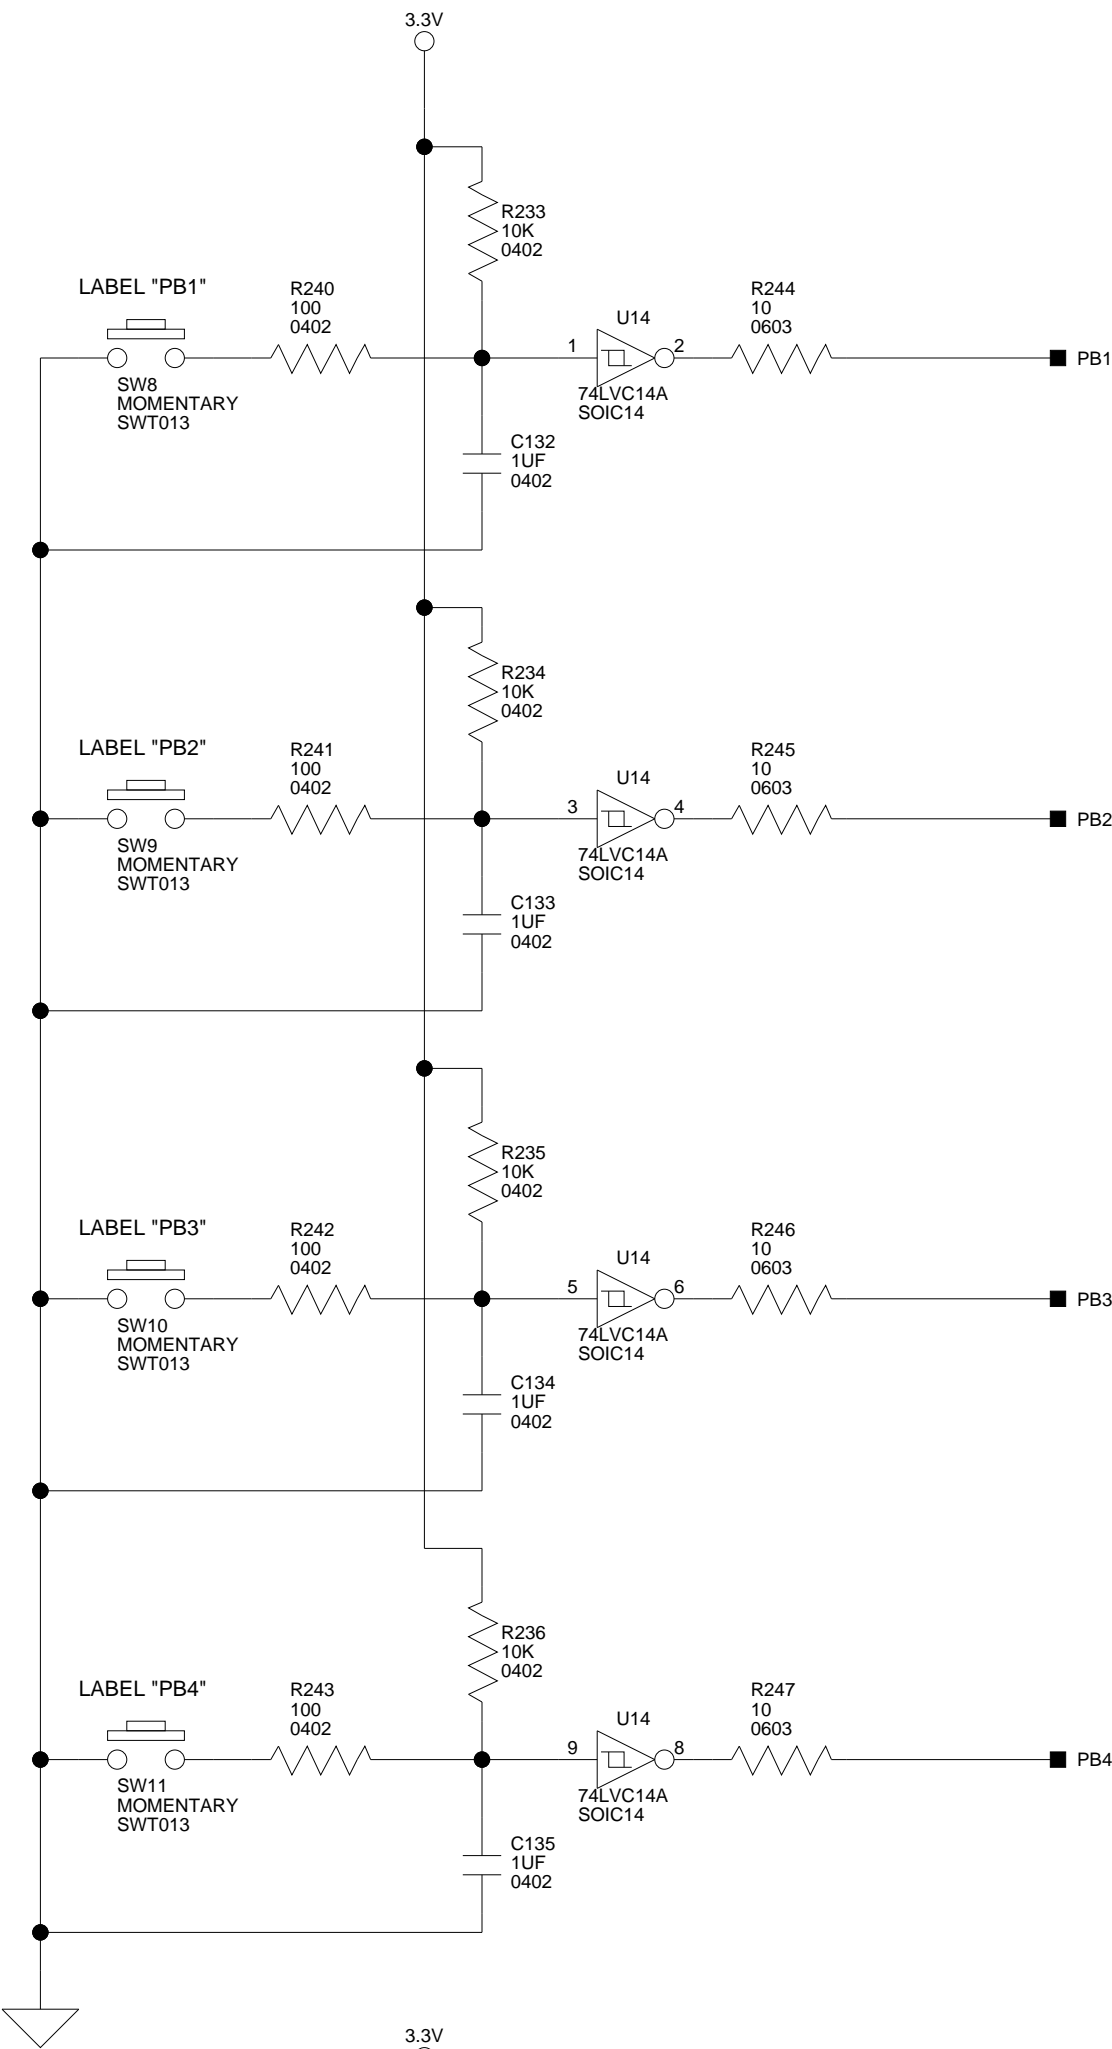 3.3V
R233
10K
0402
LABEL "PB1"
R240
100
0402
SW8
MOMENTARY
SWT013
1
U14
2
74LVC14A
SOIC14
R244
10
0603
PB1
C132
1UF
0402
R234
10K
0402
LABEL "PB2"
R241
100
0402
SW9
MOMENTARY
SWT013
3
U14
4
74LVC14A
SOIC14
R245
10
0603
PB2
C133
1UF
0402
R235
10K
0402
LABEL "PB3"
R242
100
0402
SW10
MOMENTARY
SWT013
5
U14
6
74LVC14A
SOIC14
R246
10
0603
PB3
C134
1UF
0402
R236
10K
0402
LABEL "PB4"
R243
100
0402
SW11
MOMENTARY
SWT013
9
U14
8
74LVC14A
SOIC14
R247
10
0603
PB4
C135
1UF
0402
3.3V